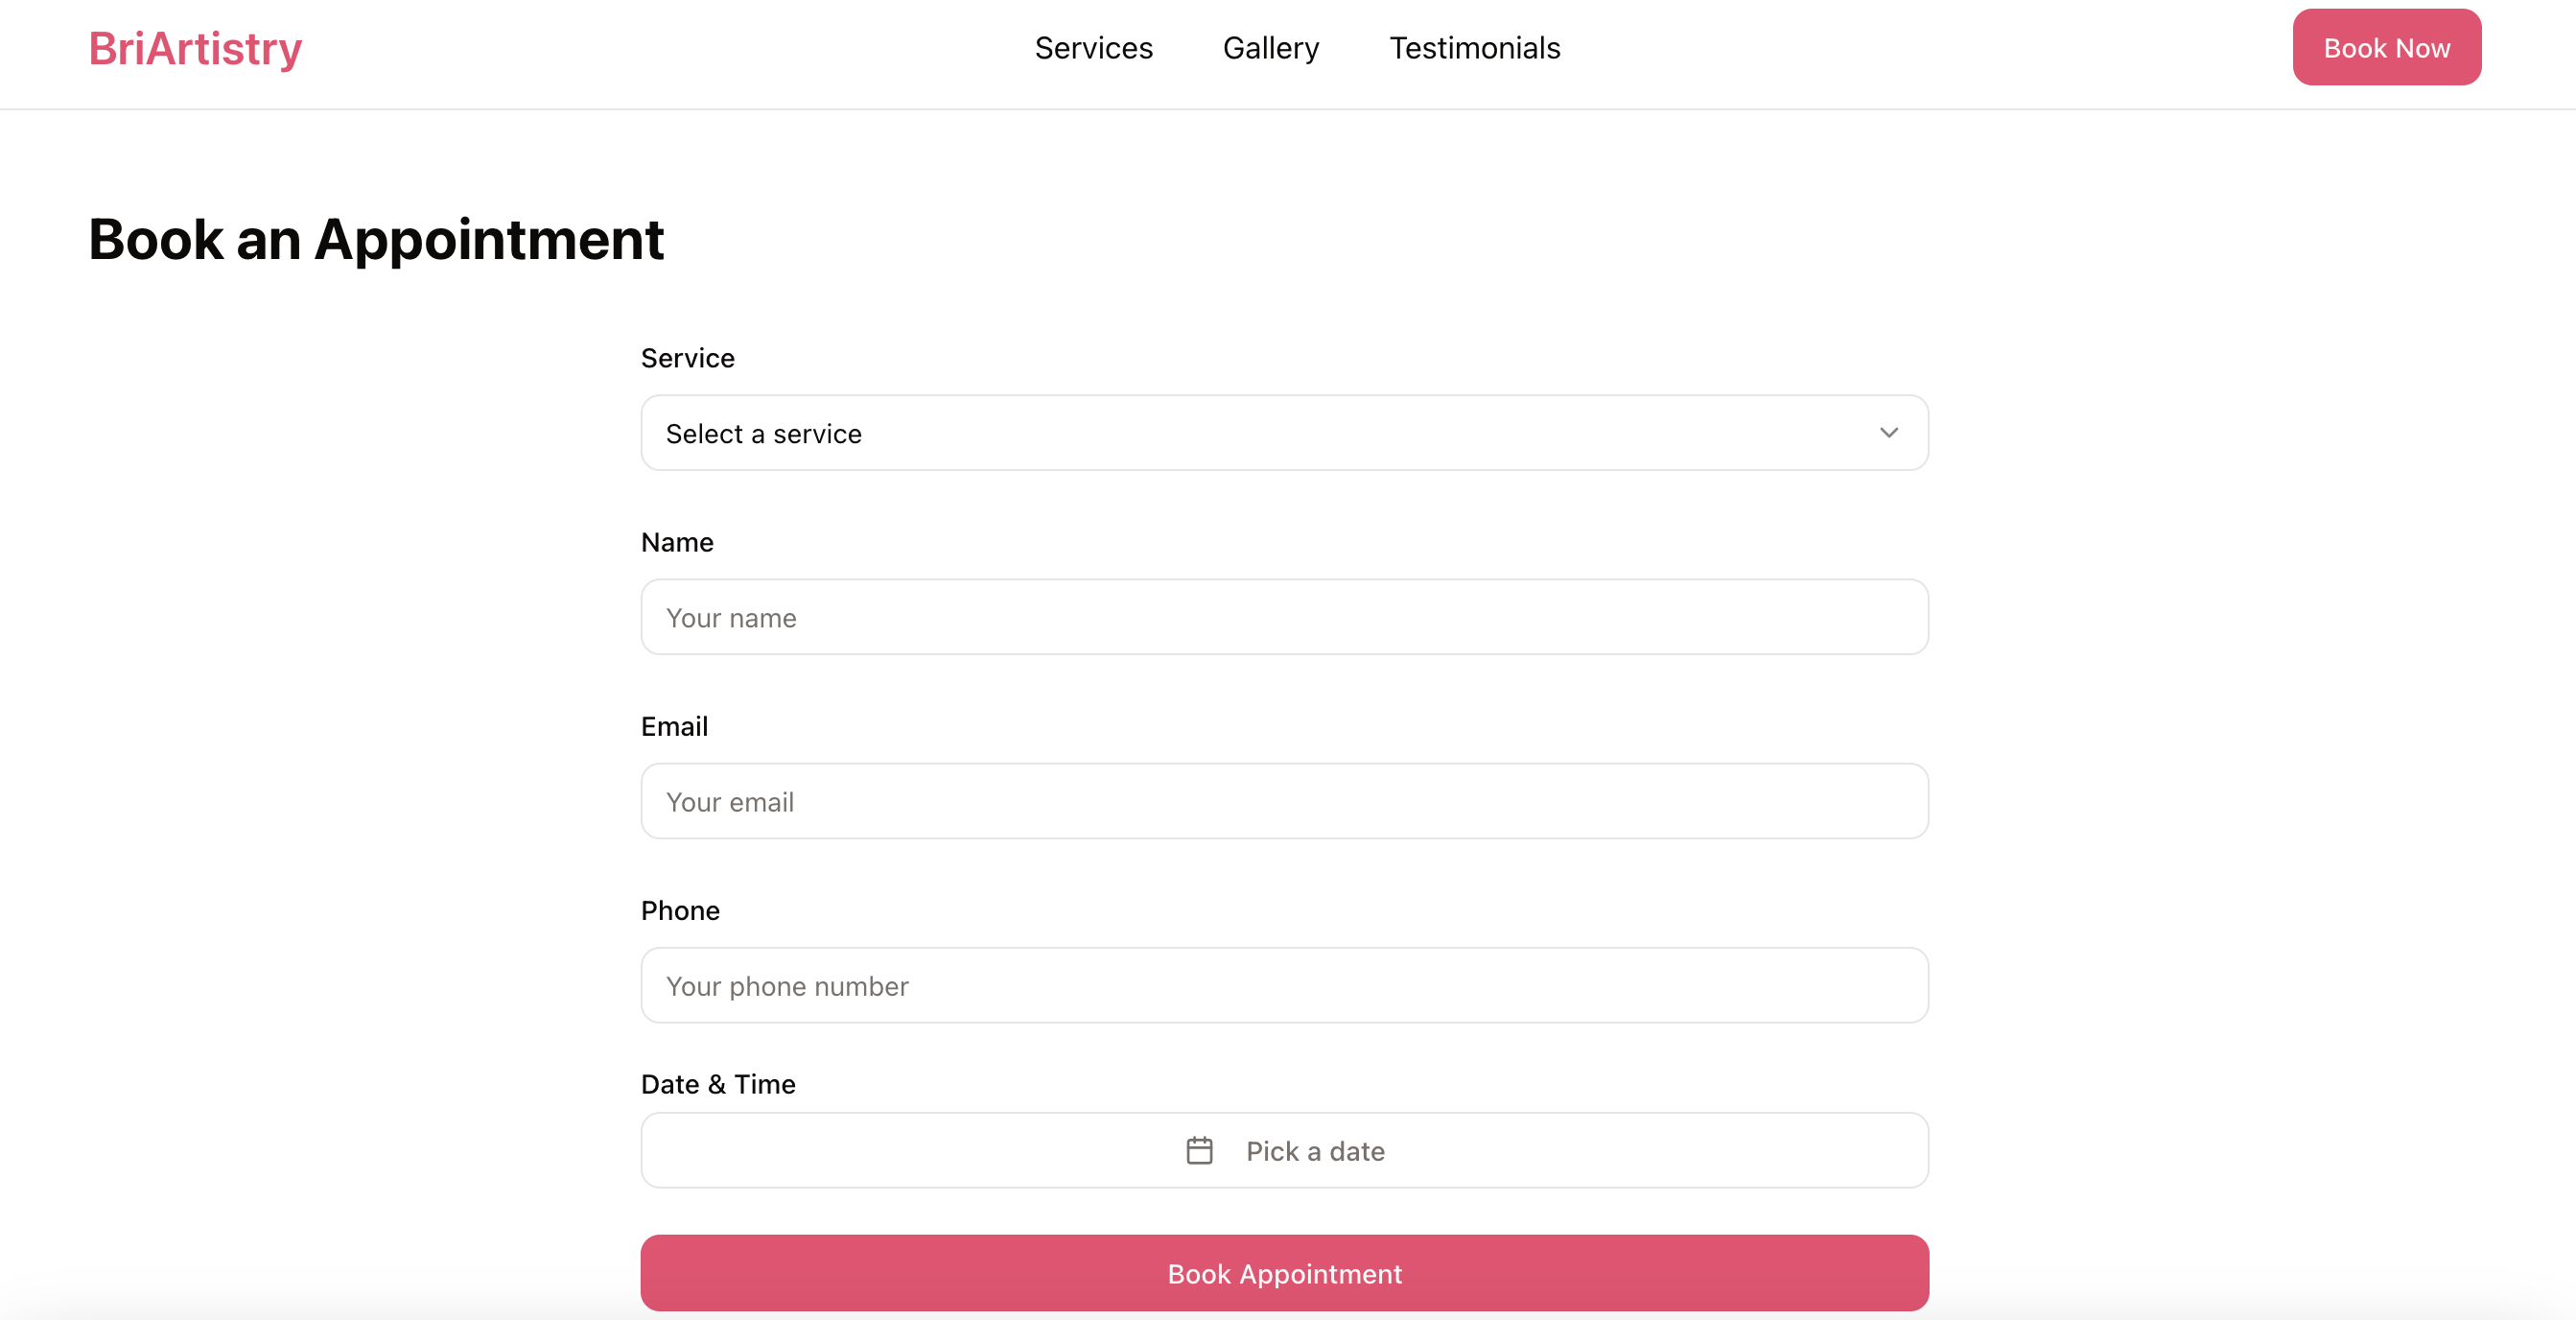 BriArtistry
Services Gallery Testimonials
Book Now
Book an Appointment
Service
Select a service
Name
Your name
Email
Your email
Phone
Your phone number
Date & Time
Pick a date
Book Appointment